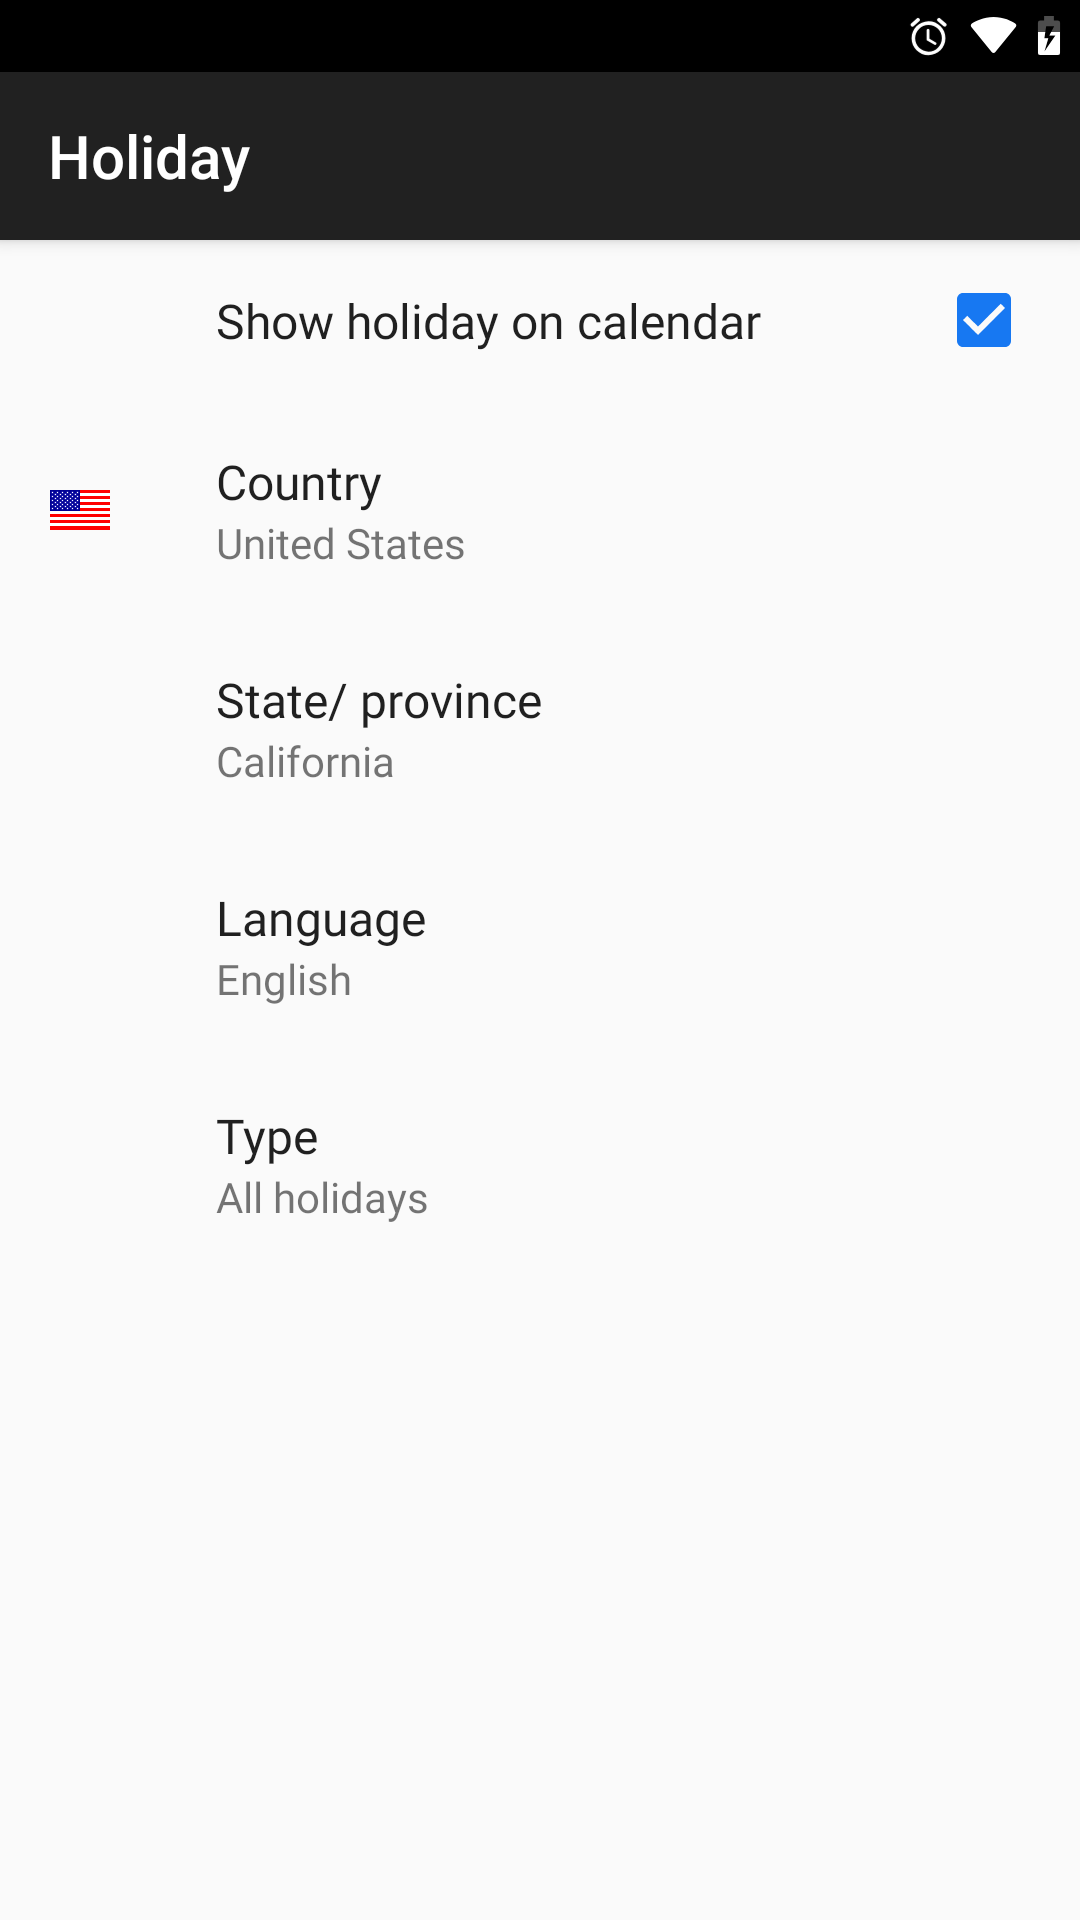 Holiday
Show holiday on calendar
Country
United States
State/ province
California
Language
English
Type
All holidays